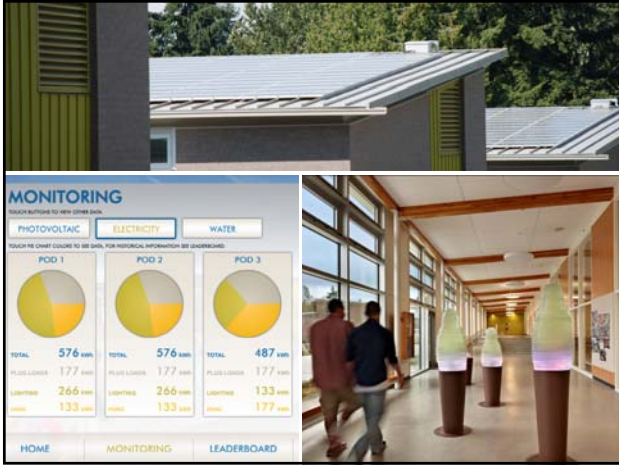 MONITORING
TOUCH BUTTONS TO VIEW OTHER DATA
PHOTOVOLTAIC ELECTRICITY WATER
TOUCH PIE CHART COLORS TO SEE DATA, FOR HISTORICAL INFORMATION SEE LEADERBOARD.
POD 1 POD 2 POD 3
TOTAL 576 kWh TOTAL 576 kWh TOTAL 487 kWh
PLUG LOADS 177 kWh PLUG LOADS 177 kWh PLUG LOADS 177 kWh
LIGHTING 266 kWh LIGHTING 266 kWh LIGHTING 133 kWh
133 kWh 133 kWh 177 kWh
HOME MONITORING LEADERBOARD